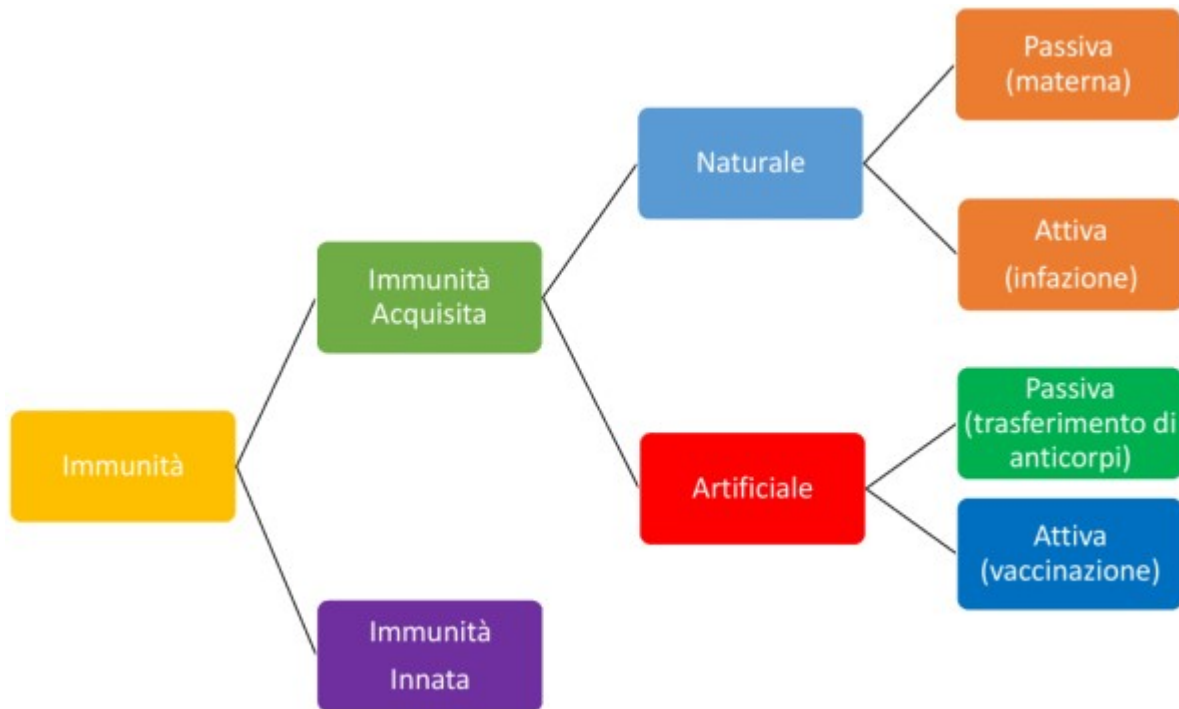 Passiva
(materna)
Naturale
Attiva
(infazione)
Immunità
Acquisita
Passiva
(trasferimento di
anticorpi)
Immunità
Artificiale
Attiva
(vaccinazione)
Immunità
Innata